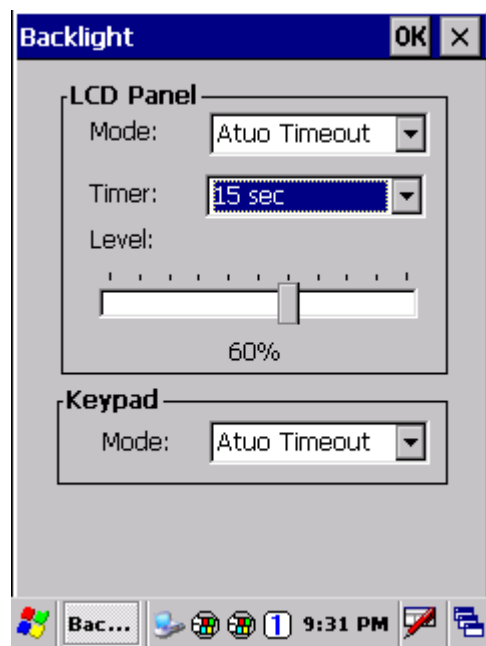 Backlight OK ×
LCD Panel
Mode: Atuo Timeout
Timer: 15 sec
Level:
60%
Keypad
Mode: Atuo Timeout
Bac... 1 9:31 PM